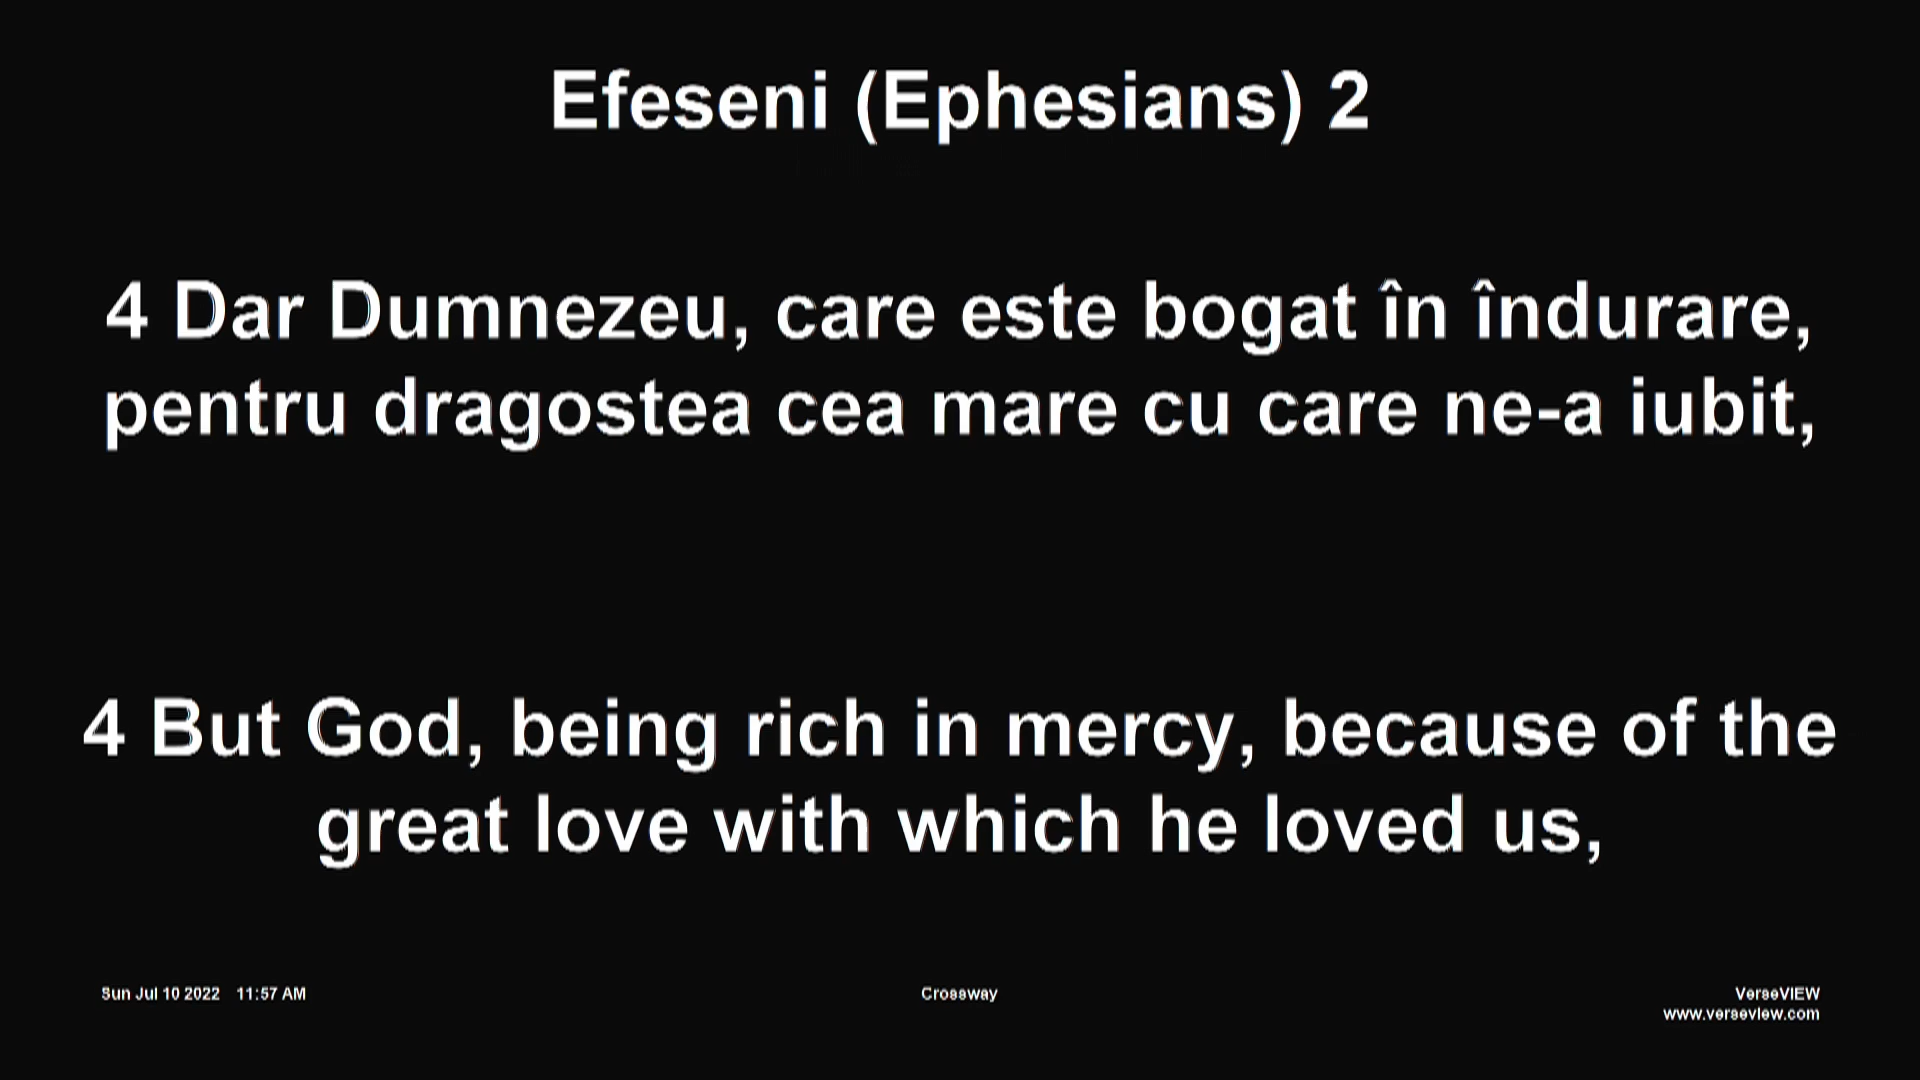 Efeseni (Ephesians) 2
4 Dar Dumnezeu, care este bogat în îndurare,
pentru dragostea cea mare cu care ne-a iubit,
4 But God, being rich in mercy, because of the
great love with which he loved us,
Sun Jul 10 2022 11:57 AM
Crossway
VerseVIEW
www.verseview.com